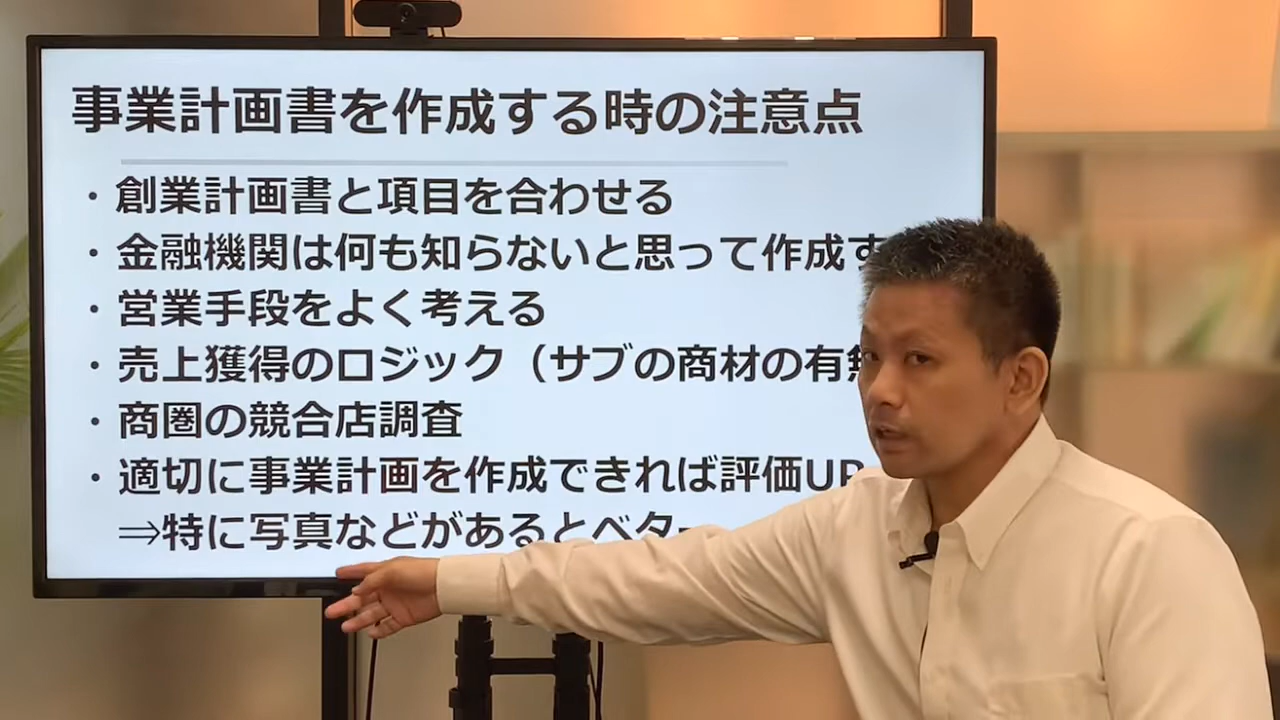 事業計画書を作成する時の注意点
・創業計画書と項目を合わせる
・金融機関は何も知らないと思って作成す
・営業手段をよく考える
・売上獲得のロジック（サブの商材の有無
・商圏の競合店調査
・適切に事業計画を作成できれば評価UP
⇒特に写真などがあるとベター